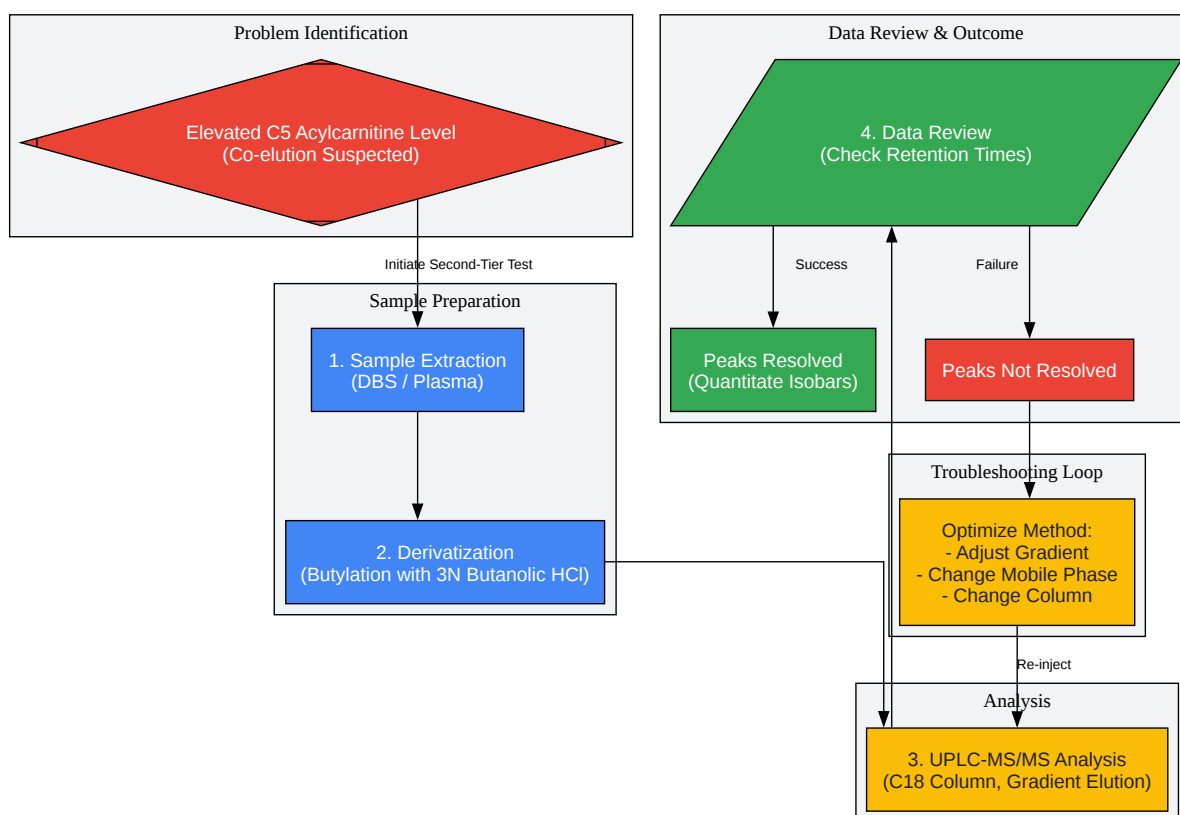 Problem Identification
Elevated C5 Acylcarnitine Level
(Co-elution Suspected)
Initiate Second-Tier Test
Sample Preparation
1. Sample Extraction
(DBS / Plasma)
2. Derivatization
(Butylation with 3N Butanolic HCl)
Data Review & Outcome
4. Data Review
(Check Retention Times)
Success
Failure
Peaks Resolved
(Quantitate Isobars)
Peaks Not Resolved
Troubleshooting Loop
Optimize Method:
- Adjust Gradient
- Change Mobile Phase
- Change Column
Re-inject
Analysis
3. UPLC-MS/MS Analysis
(C18 Column, Gradient Elution)